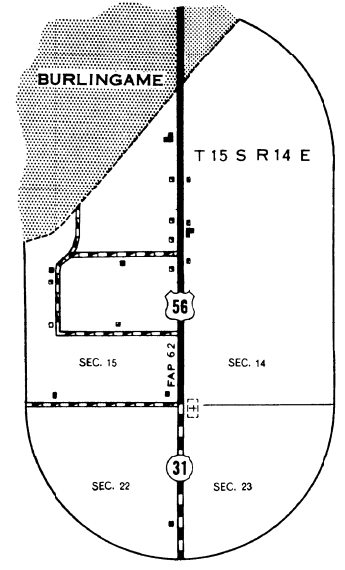 BURLINGAME
T 15 S R 14 E
56
FAP 62
SEC. 15
SEC. 14
31
SEC. 22
SEC. 23